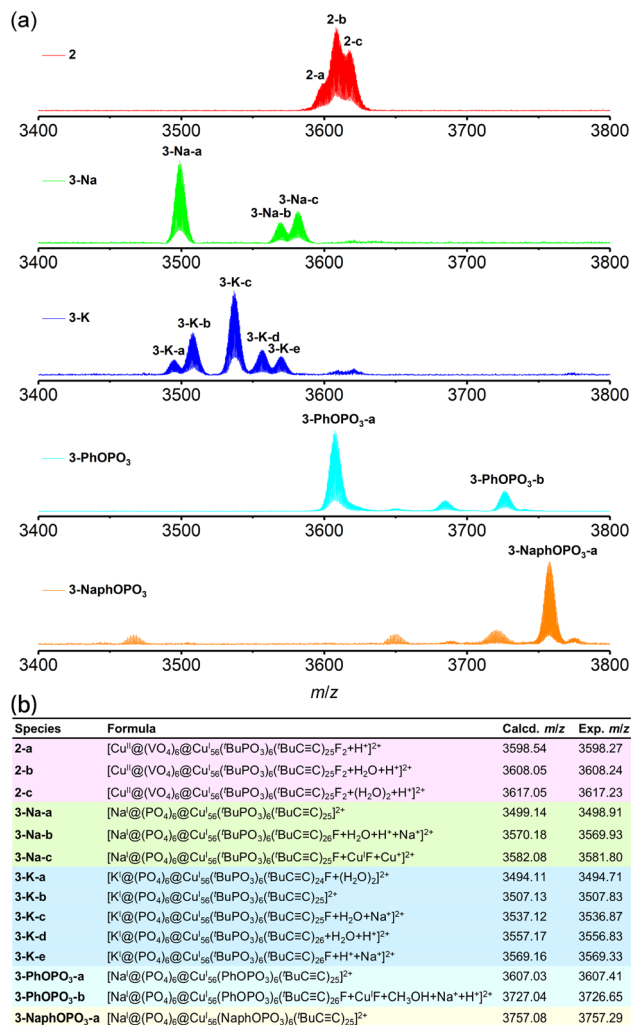 (a)
2
2-a
2-b
2-c
3400 3500 3600 3700 3800
3-Na
3-Na-a
3-Na-b
3-Na-c
3400 3500 3600 3700 3800
3-K
3-K-a
3-K-b
3-K-c
3-K-d
3-K-e
3400 3500 3600 3700 3800
3-PhOPO₃
3-PhOPO₃-a
3-PhOPO₃-b
3400 3500 3600 3700 3800
3-NaphOPO₃
3-NaphOPO₃-a
3400 3500 3600 3700 3800
m/z
(b)
Species Formula Calcd. m/z Exp. m/z
2-a [Cuᴵᴵ@(VO₄)₆@Cuᴵ₅₆(ᵗBuPO₃)₆(ᵗBuC≡C)₂₅F₂+H⁺]²⁺ 3598.54 3598.27
2-b [Cuᴵᴵ@(VO₄)₆@Cuᴵ₅₆(ᵗBuPO₃)₆(ᵗBuC≡C)₂₅F₂+H₂O+H⁺]²⁺ 3608.05 3608.24
2-c [Cuᴵᴵ@(VO₄)₆@Cuᴵ₅₆(ᵗBuPO₃)₆(ᵗBuC≡C)₂₅F₂+(H₂O)₂+H⁺]²⁺ 3617.05 3617.23
3-Na-a [Naᴵ@(PO₄)₆@Cuᴵ₅₆(ᵗBuPO₃)₆(ᵗBuC≡C)₂₅]²⁺ 3499.14 3498.91
3-Na-b [Naᴵ@(PO₄)₆@Cuᴵ₅₆(ᵗBuPO₃)₆(ᵗBuC≡C)₂₆F+H₂O+H⁺+Na⁺]²⁺ 3570.18 3569.93
3-Na-c [Naᴵ@(PO₄)₆@Cuᴵ₅₆(ᵗBuPO₃)₆(ᵗBuC≡C)₂₅F+CuᴵF+Cu⁺]²⁺ 3582.08 3581.80
3-K-a [Kᴵ@(PO₄)₆@Cuᴵ₅₆(ᵗBuPO₃)₆(ᵗBuC≡C)₂₄F+(H₂O)₂]²⁺ 3494.11 3494.71
3-K-b [Kᴵ@(PO₄)₆@Cuᴵ₅₆(ᵗBuPO₃)₆(ᵗBuC≡C)₂₅]²⁺ 3507.13 3507.83
3-K-c [Kᴵ@(PO₄)₆@Cuᴵ₅₆(ᵗBuPO₃)₆(ᵗBuC≡C)₂₅F+H₂O+Na⁺]²⁺ 3537.12 3536.87
3-K-d [Kᴵ@(PO₄)₆@Cuᴵ₅₆(ᵗBuPO₃)₆(ᵗBuC≡C)₂₆+H₂O+H⁺]²⁺ 3557.17 3556.83
3-K-e [Kᴵ@(PO₄)₆@Cuᴵ₅₆(ᵗBuPO₃)₆(ᵗBuC≡C)₂₆F+H⁺+Na⁺]²⁺ 3569.16 3569.33
3-PhOPO₃-a [Naᴵ@(PO₄)₆@Cuᴵ₅₆(PhOPO₃)₆(ᵗBuC≡C)₂₅]²⁺ 3607.03 3607.41
3-PhOPO₃-b [Naᴵ@(PO₄)₆@Cuᴵ₅₆(PhOPO₃)₆(ᵗBuC≡C)₂₆F+CuᴵF+CH₃OH+Na⁺+H⁺]²⁺ 3727.04 3726.65
3-NaphOPO₃-a [Naᴵ@(PO₄)₆@Cuᴵ₅₆(NaphOPO₃)₆(ᵗBuC≡C)₂₅]²⁺ 3757.08 3757.29